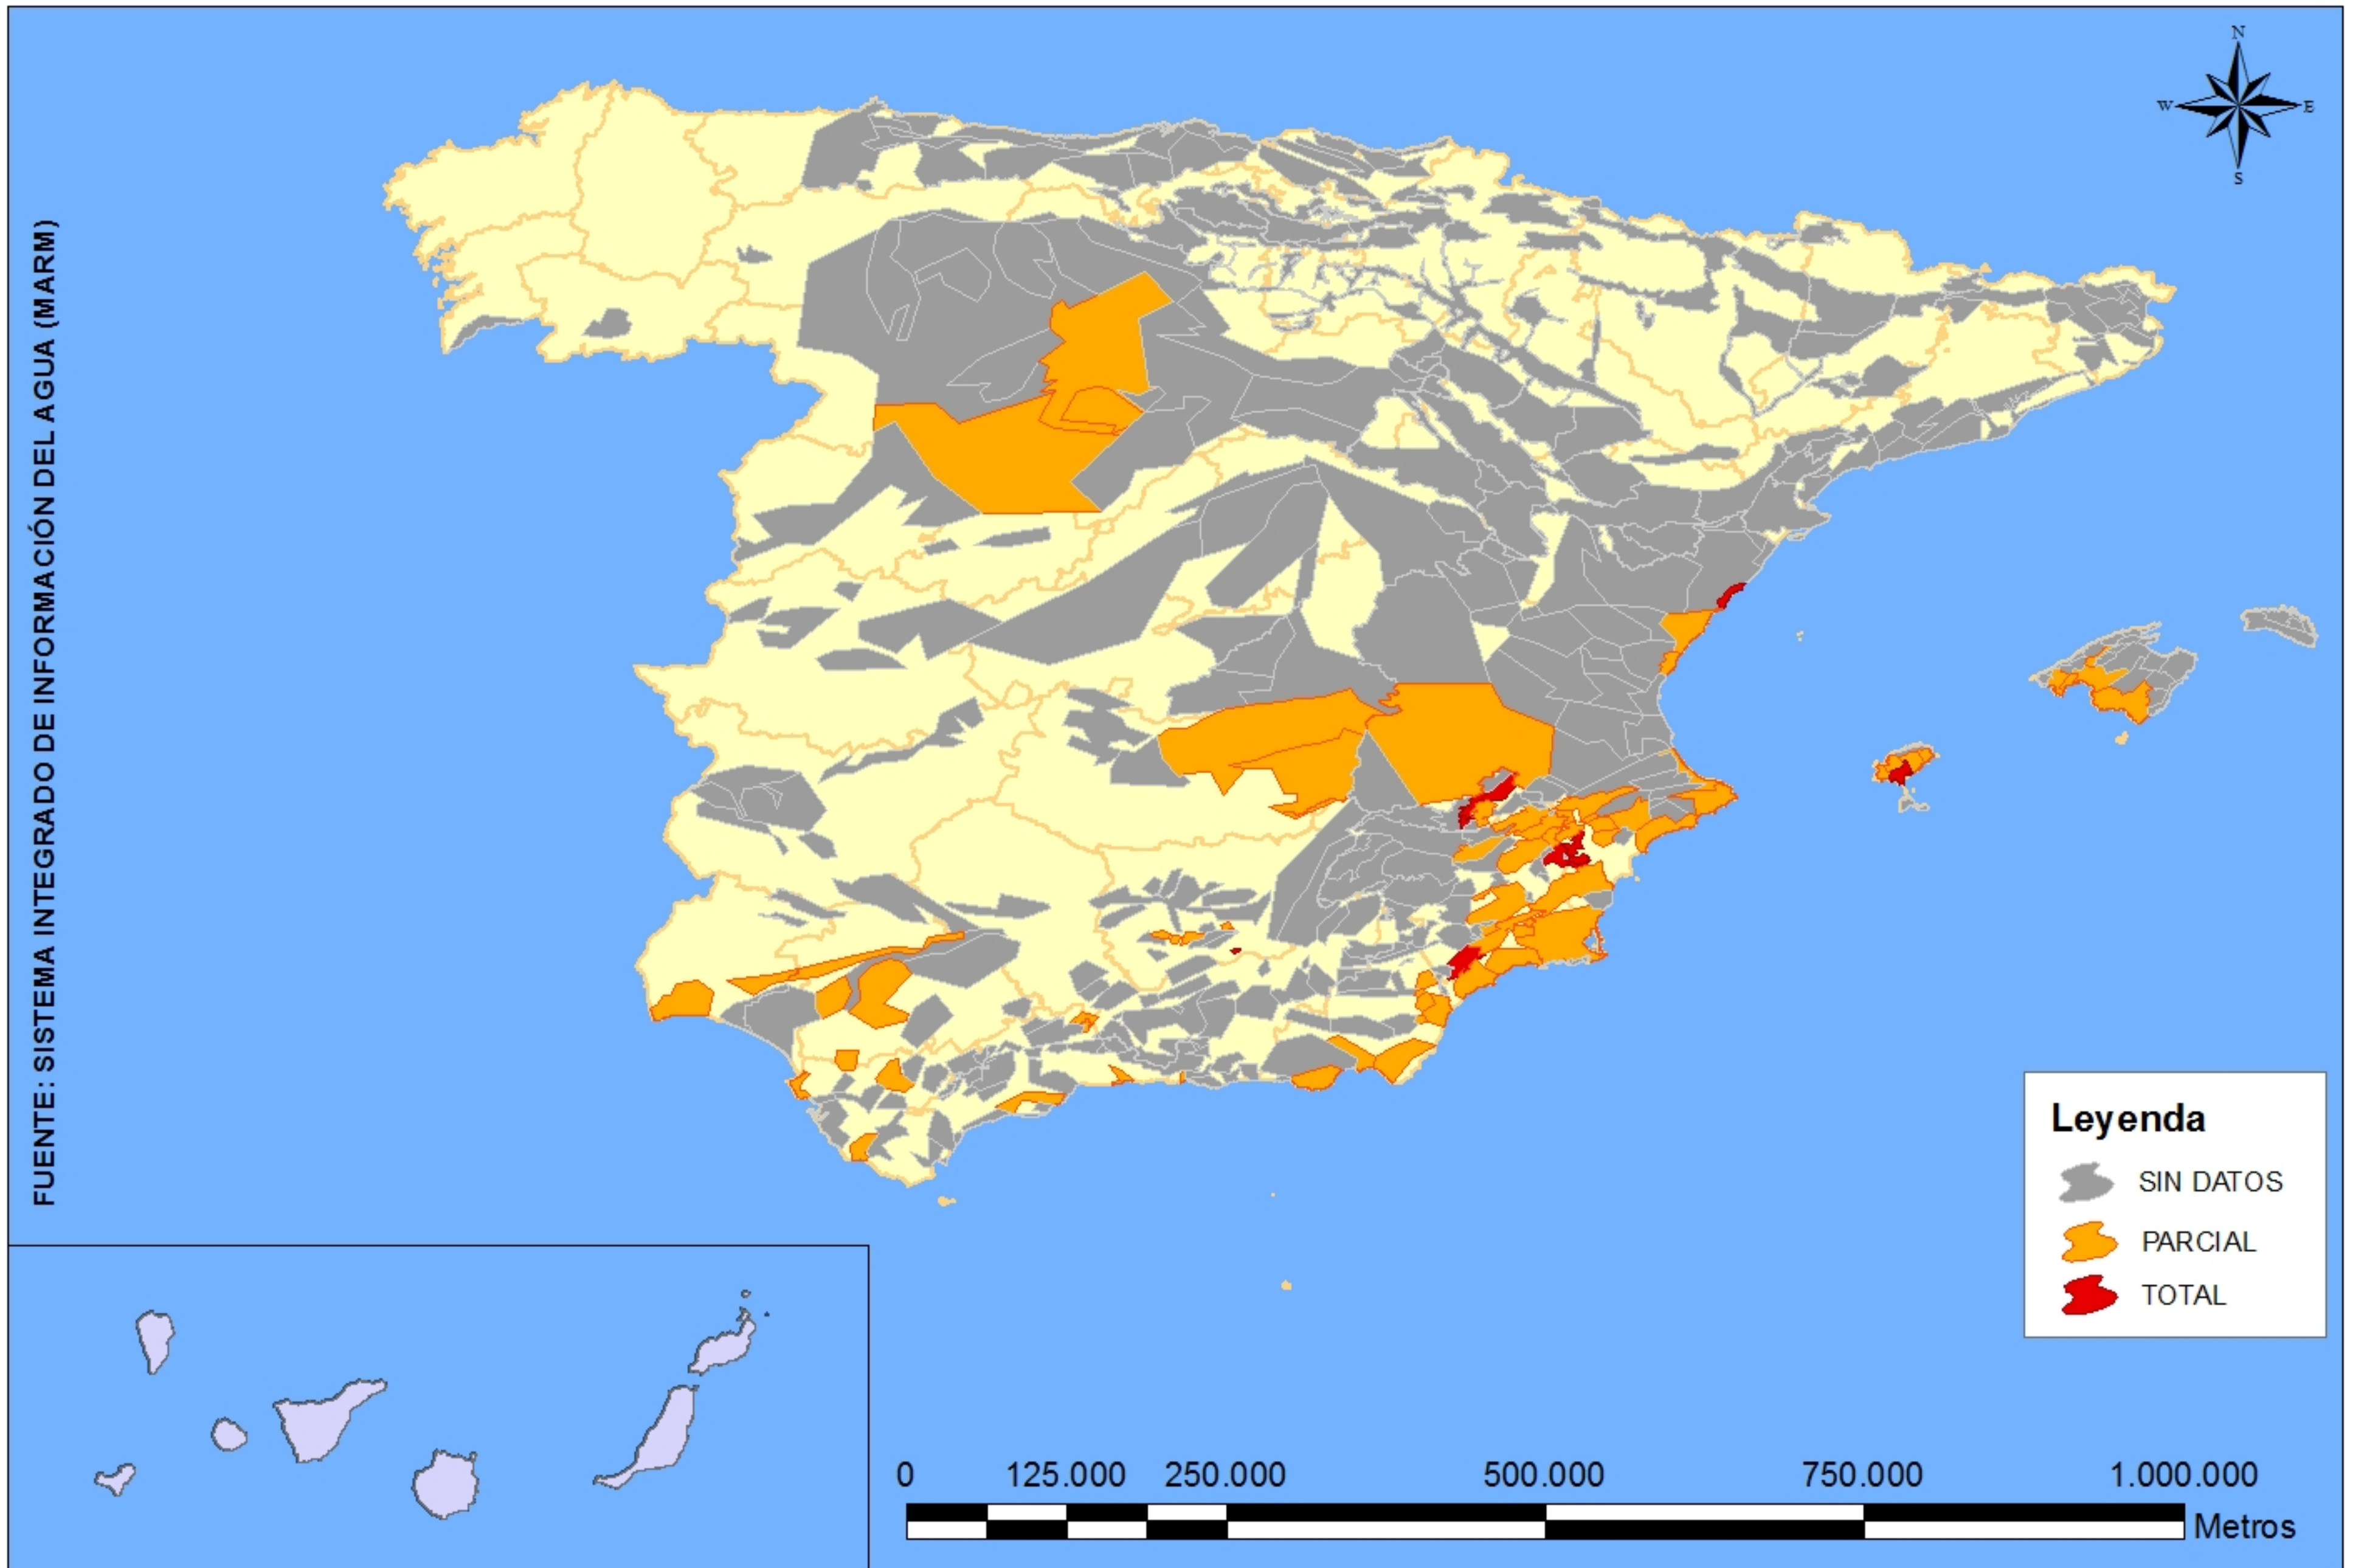 FUENTE: SISTEMA INTEGRADO DE INFORMACIÓN DEL AGUA (MARM)
N
W E
S
Leyenda
SIN DATOS
PARCIAL
TOTAL
0 125.000 250.000 500.000 750.000 1.000.000
Metros